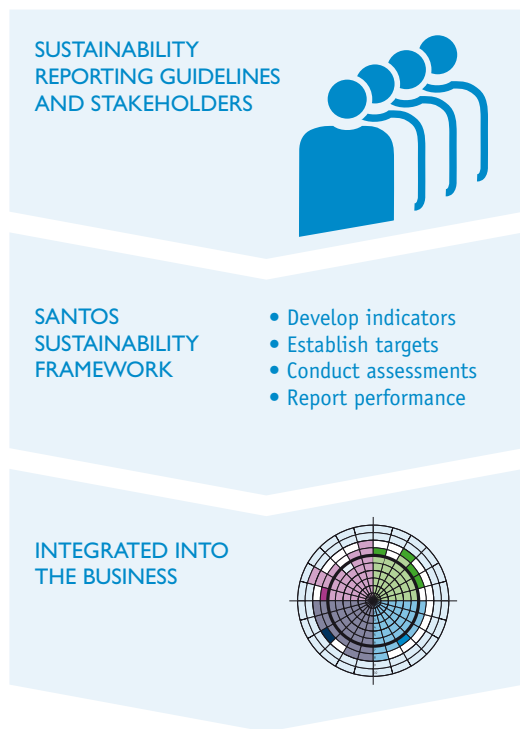 SUSTAINABILITY
REPORTING GUIDELINES
AND STAKEHOLDERS
SANTOS
SUSTAINABILITY
FRAMEWORK
• Develop indicators
• Establish targets
• Conduct assessments
• Report performance
INTEGRATED INTO
THE BUSINESS